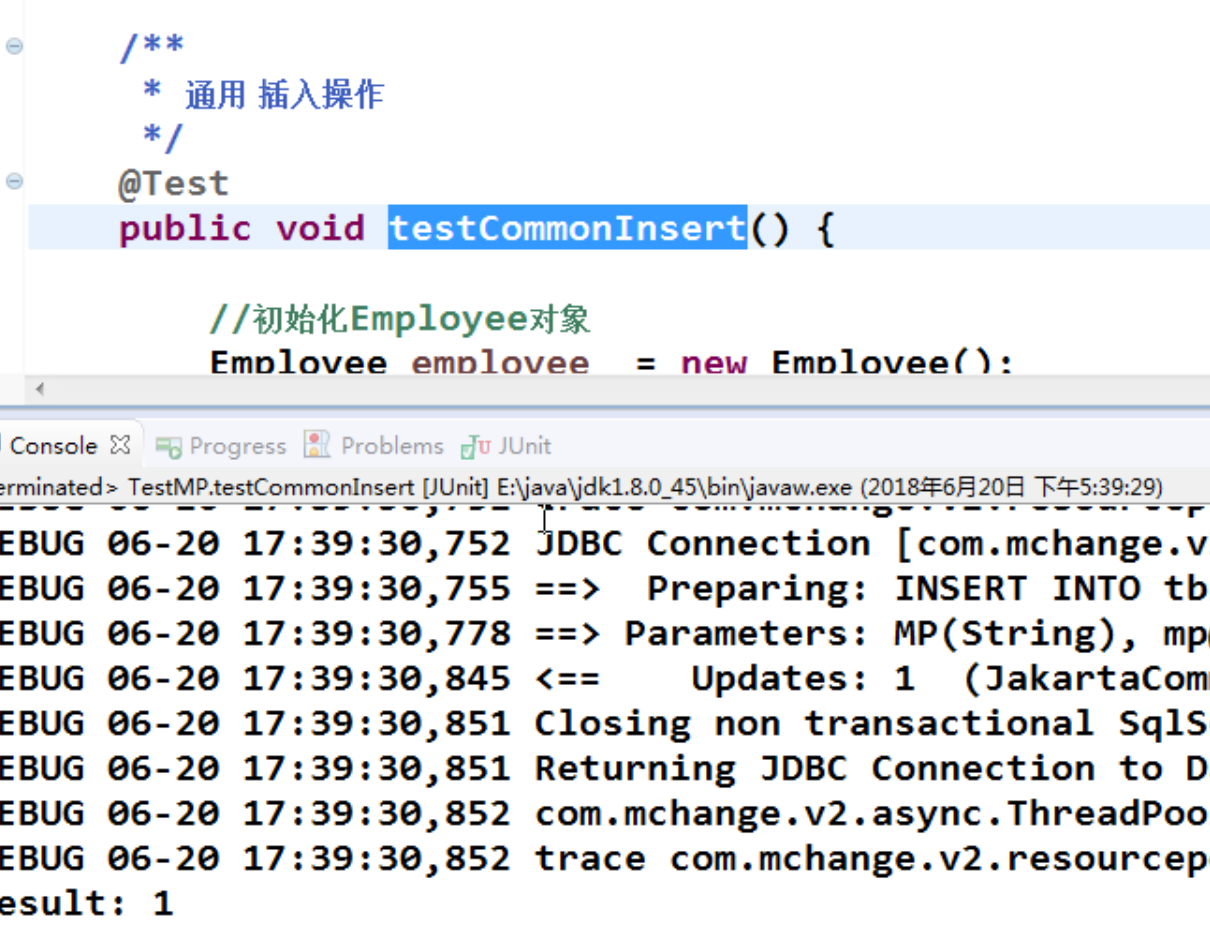 /**
* 通用 插入操作
*/
@Test
public void testCommonInsert() {
//初始化Employee对象
Employee employee = new Employee();
Console Progress Problems JUnit
erminated> TestMP.testCommonInsert [JUnit] E:\java\jdk1.8.0_45\bin\javaw.exe (2018年6月20日 下午5:39:29)
EBUG 06-20 17:39:30,752 JDBC Connection [com.mchange.v
EBUG 06-20 17:39:30,755 ==> Preparing: INSERT INTO tb
EBUG 06-20 17:39:30,778 ==> Parameters: MP(String), mp@
EBUG 06-20 17:39:30,845 <== Updates: 1 (JakartaCom
EBUG 06-20 17:39:30,851 Closing non transactional SqlS
EBUG 06-20 17:39:30,851 Returning JDBC Connection to D
EBUG 06-20 17:39:30,852 com.mchange.v2.async.ThreadPoo
EBUG 06-20 17:39:30,852 trace com.mchange.v2.resourcep
esult: 1